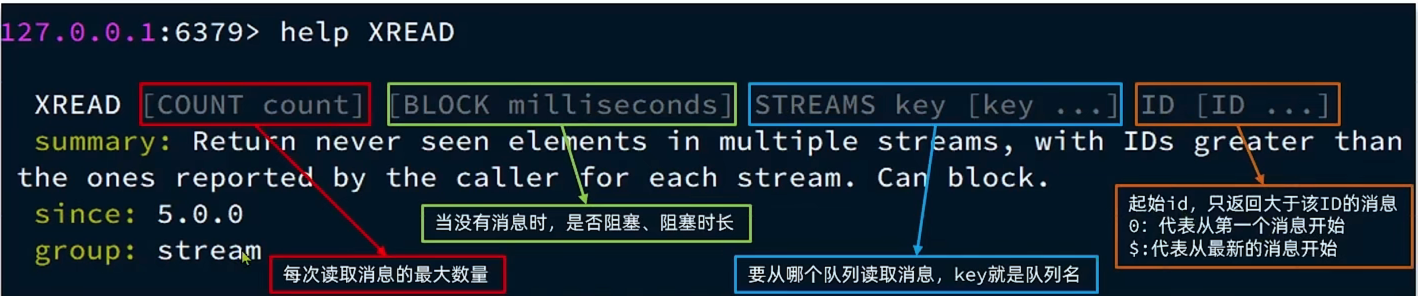 127.0.0.1:6379> help XREAD
XREAD [COUNT count] [BLOCK milliseconds] STREAMS key [key ...] ID [ID ...]
summary: Return never seen elements in multiple streams, with IDs greater than
the ones reported by the caller for each stream. Can block.
since: 5.0.0
group: stream
每次读取消息的最大数量
当没有消息时，是否阻塞、阻塞时长
要从哪个队列读取消息，key就是队列名
起始id，只返回大于该ID的消息
0：代表从第一个消息开始
$:代表从最新的消息开始